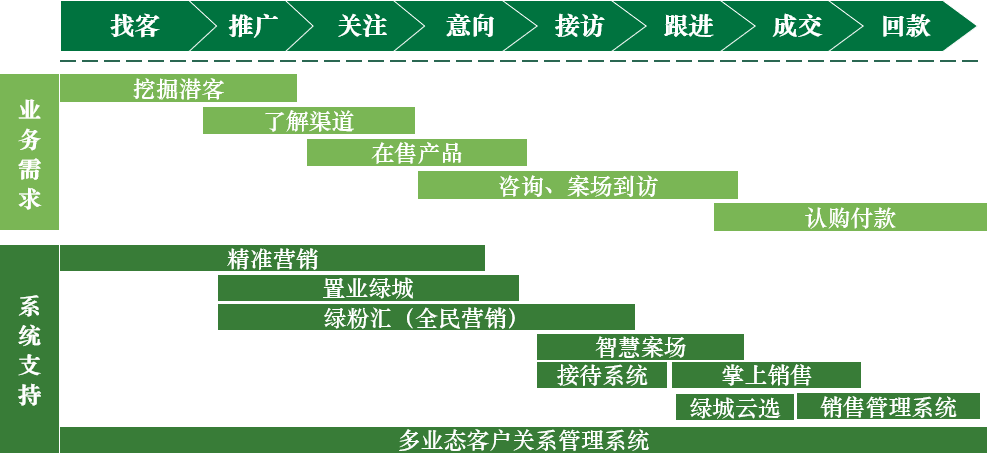 找客 推广 关注 意向 接访 跟进 成交 回款
业务需求
挖掘潜客
了解渠道
在售产品
咨询、案场到访
认购付款
系统支持
精准营销
置业绿城
绿粉汇（全民营销）
智慧案场
接待系统 掌上销售
绿城云选 销售管理系统
多业态客户关系管理系统